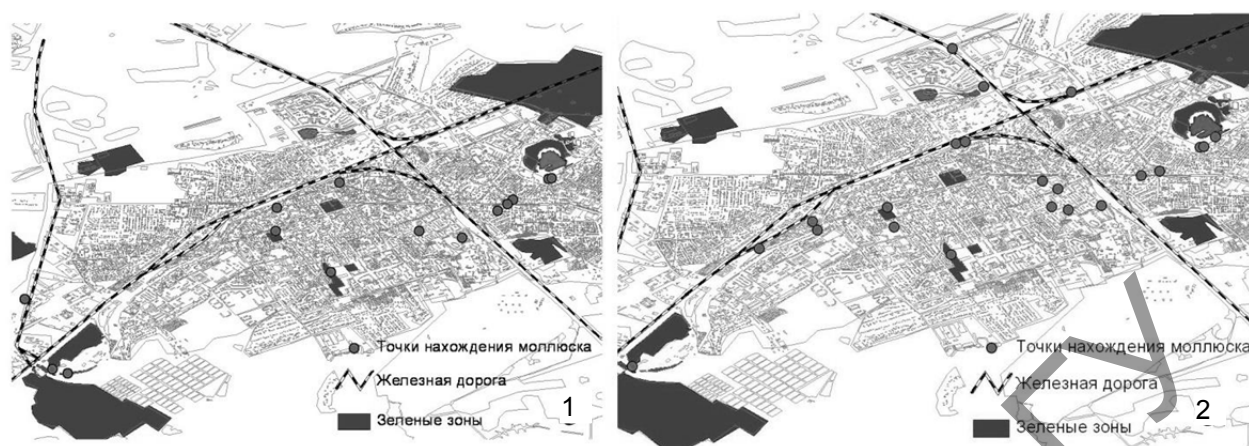 Точки нахождения моллюска
Железная дорога
Зеленые зоны
1
Точки нахождения моллюска
Железная дорога
Зеленые зоны
2